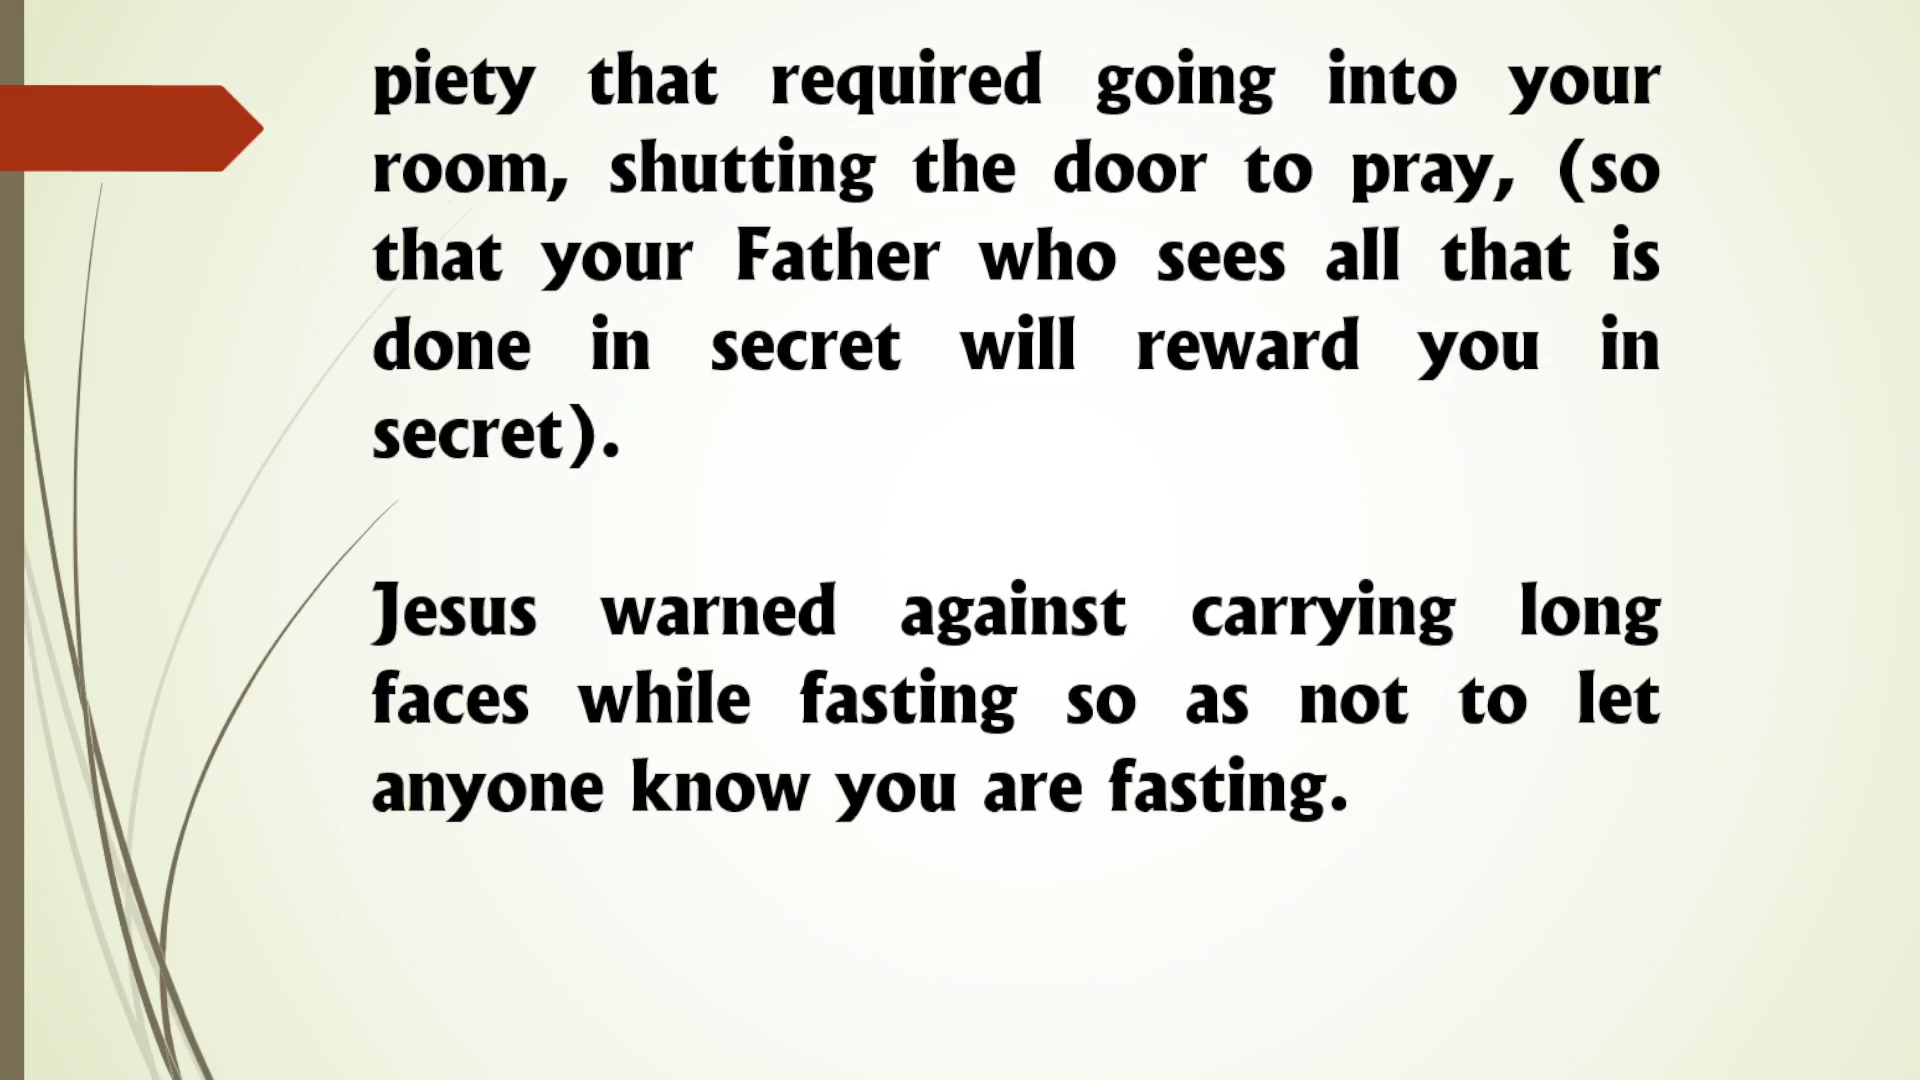 piety that required going into your
room, shutting the door to pray, (so
that your Father who sees all that is
done in secret will reward you in
secret).
Jesus warned against carrying long
faces while fasting so as not to let
anyone know you are fasting.